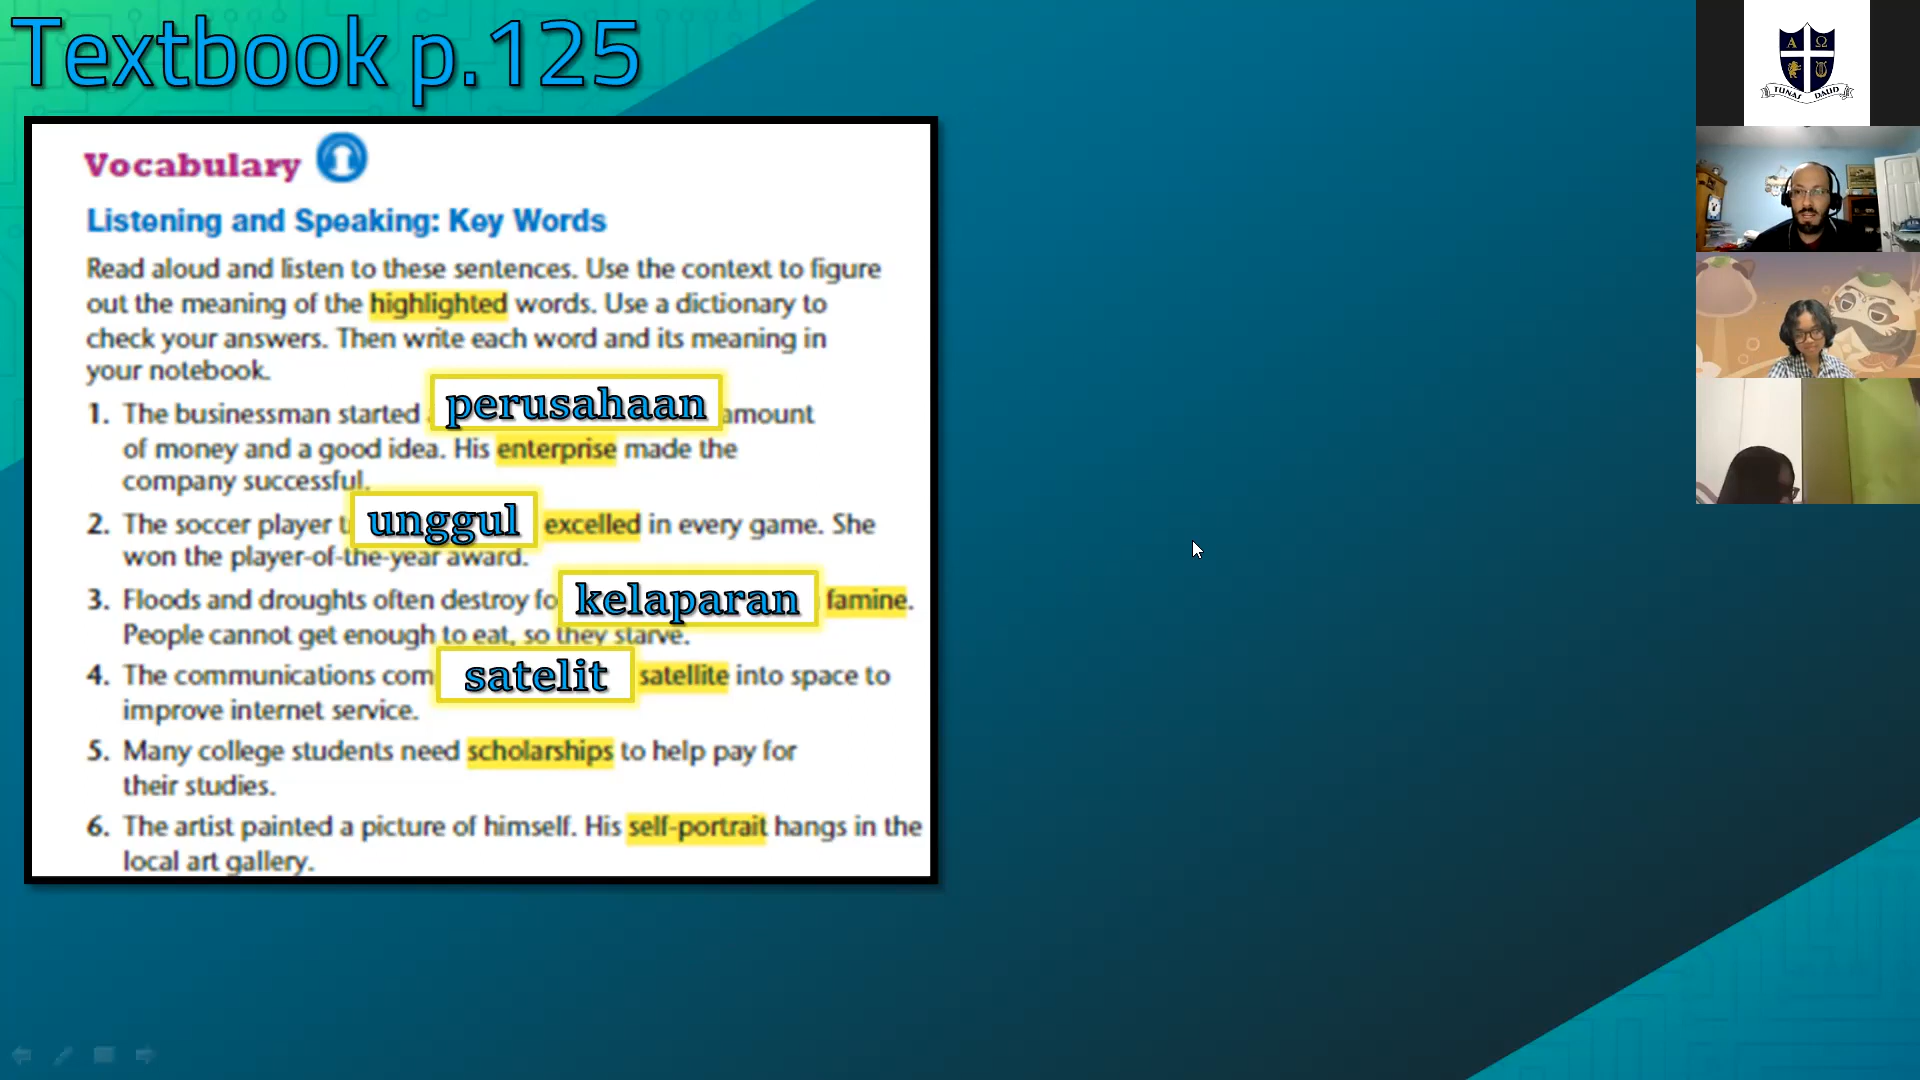 Textbook p.125
Vocabulary
Listening and Speaking: Key Words
Read aloud and listen to these sentences. Use the context to figure
out the meaning of the highlighted words. Use a dictionary to
check your answers. Then write each word and its meaning in
your notebook.
perusahaan
1. The businessman started amount
of money and a good idea. His enterprise made the
company successful.
unggul
2. The soccer player excelled in every game. She
won the player-of-the-year award.
kelaparan
3. Floods and droughts often destroy famine.
People cannot get enough to eat, so they starve.
satelit
4. The communications satellite into space to
improve internet service.
5. Many college students need scholarships to help pay for
their studies.
6. The artist painted a picture of himself. His self-portrait hangs in the
local art gallery.
Α Ω
TUNAS DAUD